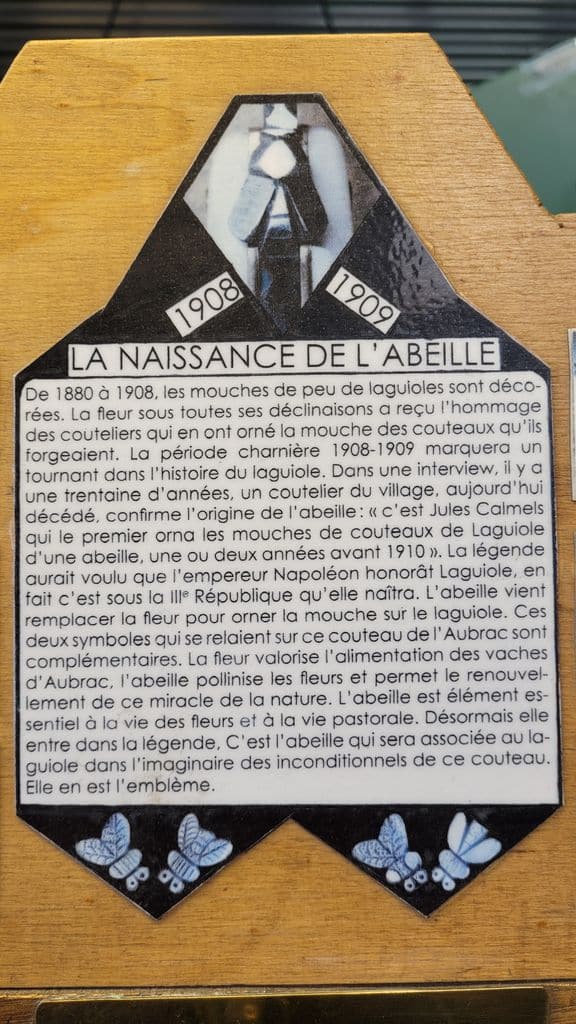 1908
1909
LA NAISSANCE DE L'ABEILLE
De 1880 à 1908, les mouches de peu de laguioles sont déco-
rées. La fleur sous toutes ses déclinaisons a reçu l'hommage
des couteliers qui en ont orné la mouche des couteaux qu'ils
forgeaient. La période charnière 1908-1909 marquera un
tournant dans l'histoire du laguiole. Dans une interview, il y a
une trentaine d'années, un coutelier du village, aujourd'hui
décédé, confirme l'origine de l'abeille : « c'est Jules Calmels
qui le premier orna les mouches de couteaux de Laguiole
d'une abeille, une ou deux années avant 1910 ». La légende
aurait voulu que l'empereur Napoléon honorât Laguiole, en
fait c'est sous la IIIe République qu'elle naîtra. L'abeille vient
remplacer la fleur pour orner la mouche sur le laguiole. Ces
deux symboles qui se relaient sur ce couteau de l'Aubrac sont
complémentaires. La fleur valorise l'alimentation des vaches
d'Aubrac, l'abeille pollinise les fleurs et permet le renouvel-
lement de ce miracle de la nature. L'abeille est élément es-
sentiel à la vie des fleurs et à la vie pastorale. Désormais elle
entre dans la légende, C'est l'abeille qui sera associée au la-
guiole dans l'imaginaire des inconditionnels de ce couteau.
Elle en est l'emblème.